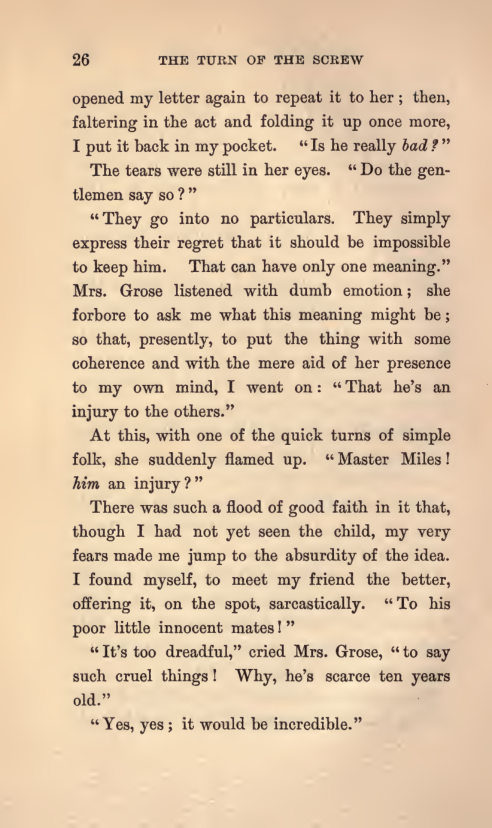 26 THE TURN OF THE SCREW
opened my letter again to repeat it to her; then,
faltering in the act and folding it up once more,
I put it back in my pocket. “Is he really bad?”
The tears were still in her eyes. “Do the gen-
tlemen say so?”
“They go into no particulars. They simply
express their regret that it should be impossible
to keep him. That can have only one meaning.”
Mrs. Grose listened with dumb emotion; she
forbore to ask me what this meaning might be;
so that, presently, to put the thing with some
coherence and with the mere aid of her presence
to my own mind, I went on: “That he's an
injury to the others.”
At this, with one of the quick turns of simple
folk, she suddenly flamed up. “Master Miles!
him an injury?”
There was such a flood of good faith in it that,
though I had not yet seen the child, my very
fears made me jump to the absurdity of the idea.
I found myself, to meet my friend the better,
offering it, on the spot, sarcastically. “To his
poor little innocent mates!”
“It's too dreadful,” cried Mrs. Grose, “to say
such cruel things! Why, he's scarce ten years
old.”
“Yes, yes; it would be incredible.”